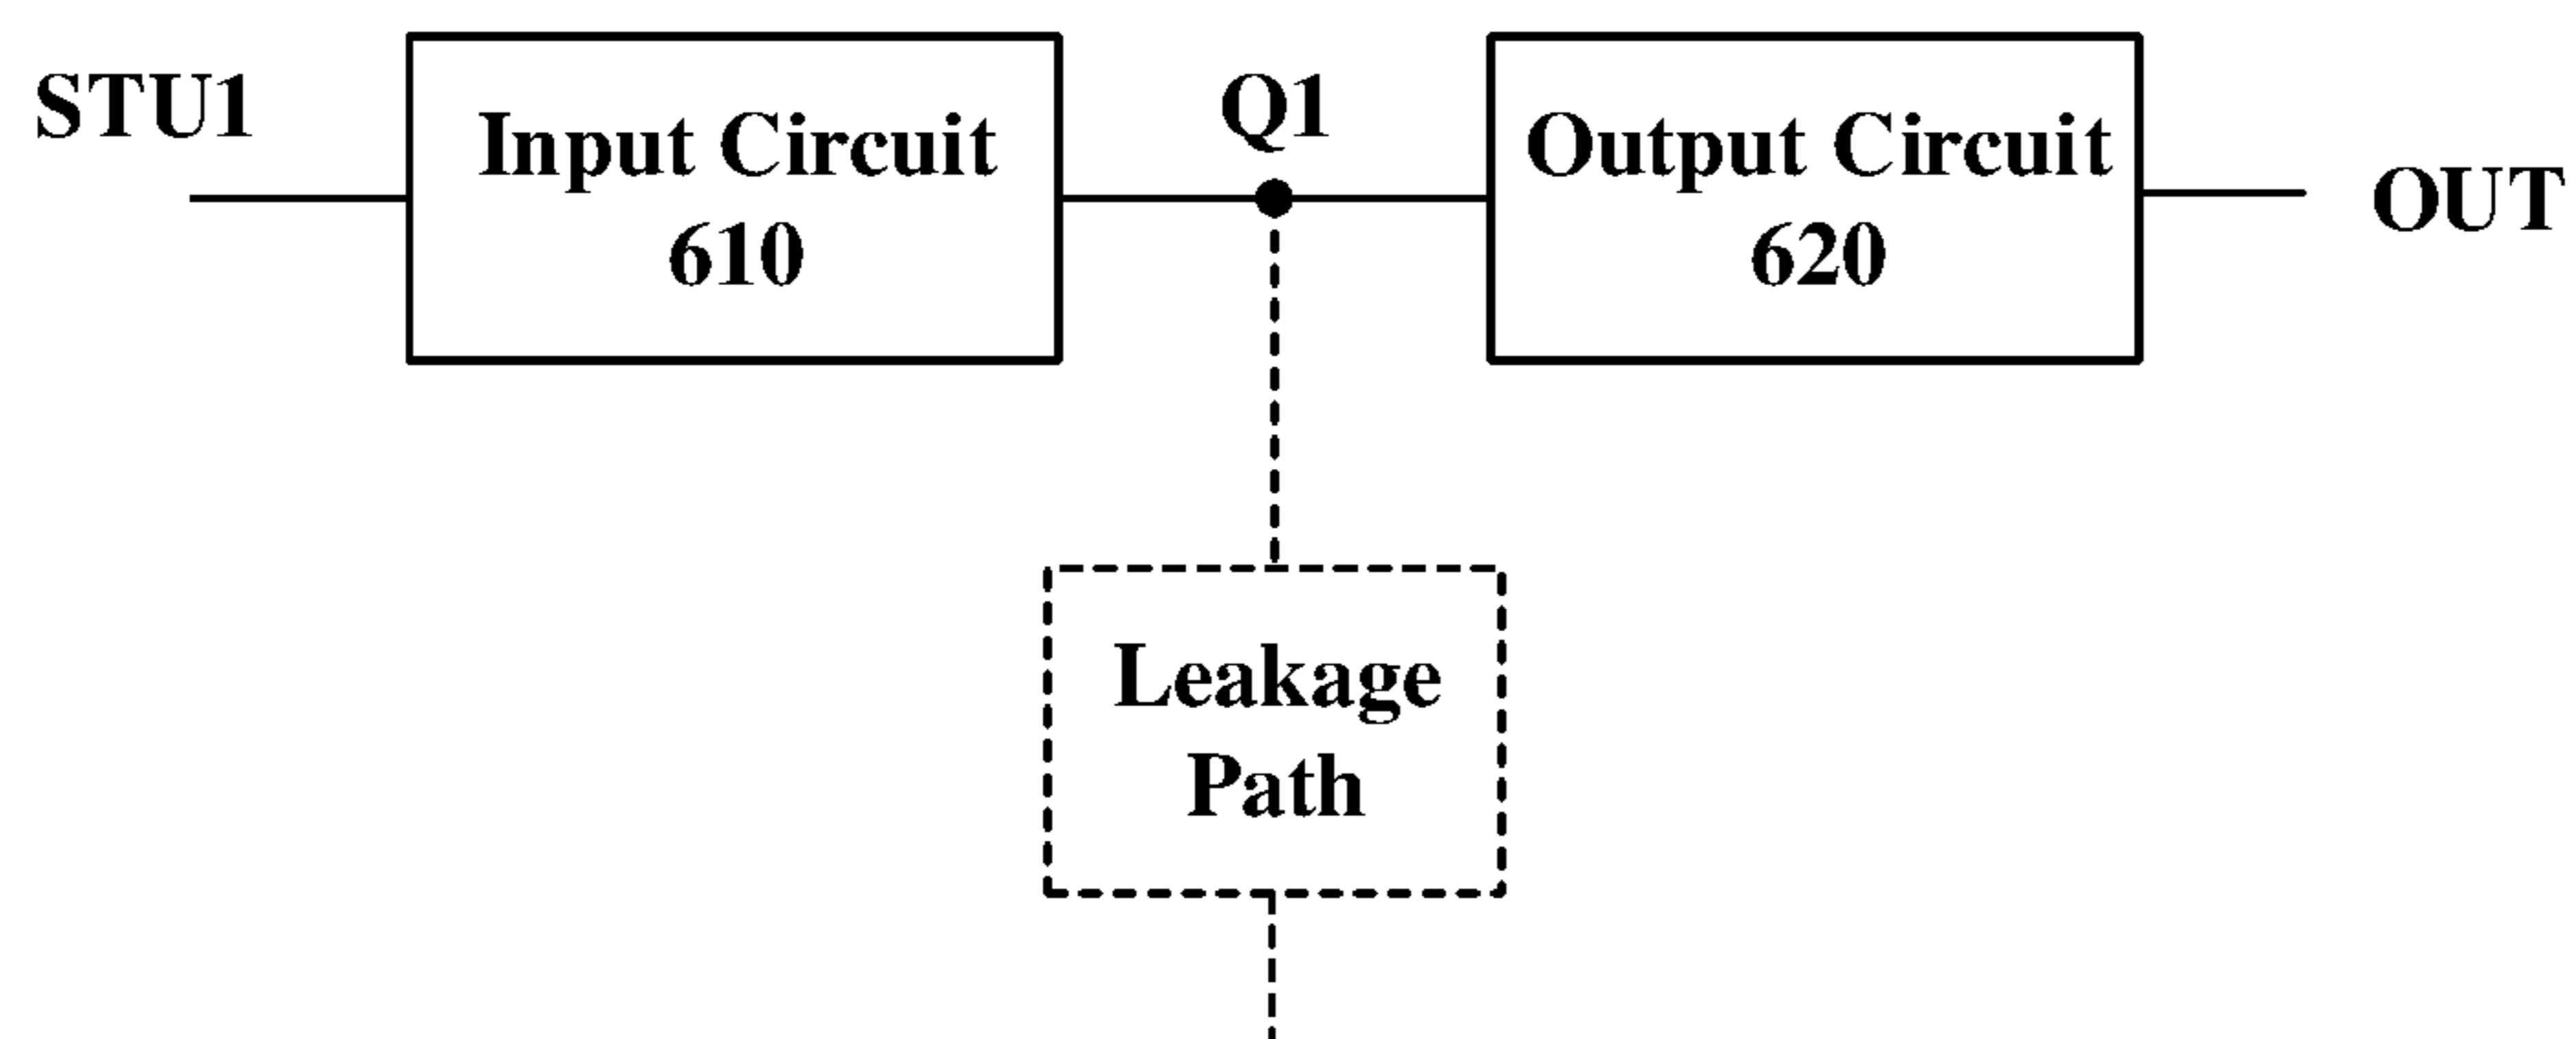 STU1
Input Circuit
610
Q1
Output Circuit
620
OUT
Leakage
Path